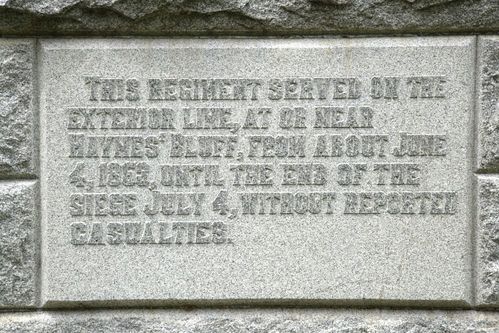 THIS REGIMENT SERVED ON THE
EXTERIOR LINE, AT OR NEAR
HAYNES' BLUFF, FROM ABOUT JUNE
4, 1863, UNTIL THE END OF THE
SIEGE JULY 4, WITHOUT REPORTED
CASUALTIES.